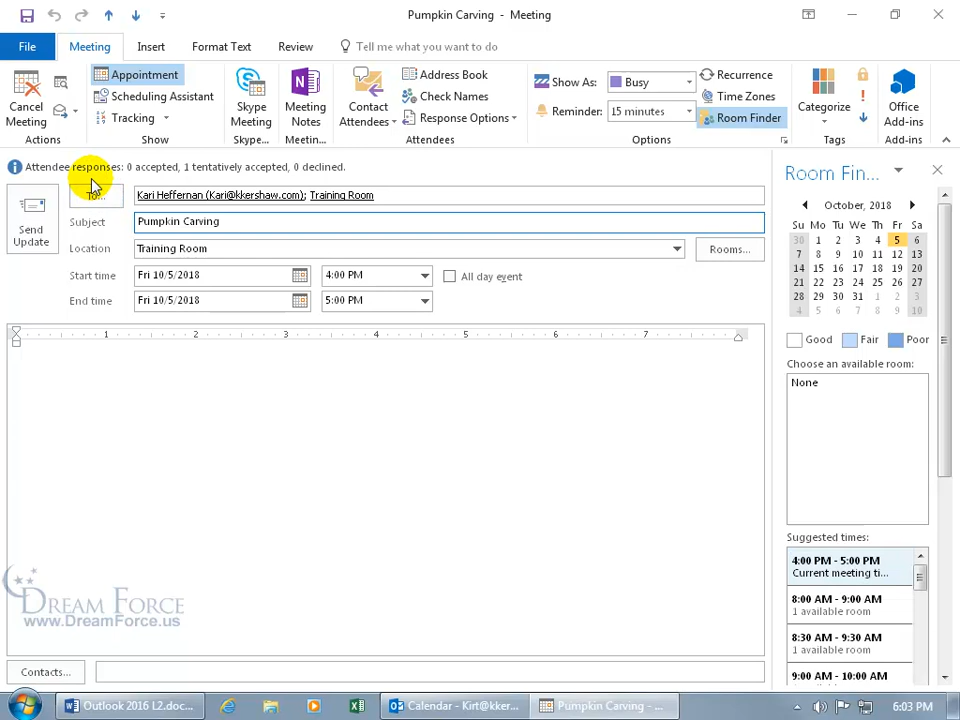 Pumpkin Carving - Meeting
File Meeting Insert Format Text Review Tell me what you want to do
Cancel Meeting
Appointment
Scheduling Assistant
Tracking
Skype Meeting
Meeting Notes
Contact Attendees
Address Book
Check Names
Response Options
Show As: Busy
Reminder: 15 minutes
Recurrence
Time Zones
Room Finder
Categorize
Office Add-ins
Actions Show Skype... Meetin... Attendees Options Tags Add-ins
Attendee responses: 0 accepted, 1 tentatively accepted, 0 declined.
Send Update
To... Kari Heffernan (Kari@kkershaw.com); Training Room
Subject Pumpkin Carving
Location Training Room Rooms...
Start time Fri 10/5/2018 4:00 PM All day event
End time Fri 10/5/2018 5:00 PM
1 2 3 4 5 6 7
Room Fin...
October, 2018
Su Mo Tu We Th Fr Sa
30 1 2 3 4 5 6
7 8 9 10 11 12 13
14 15 16 17 18 19 20
21 22 23 24 25 26 27
28 29 30 31 1 2 3
4 5 6 7 8 9 10
Good Fair Poor
Choose an available room:
None
Suggested times:
4:00 PM - 5:00 PM
Current meeting ti...
8:00 AM - 9:00 AM
1 available room
8:30 AM - 9:30 AM
1 available room
9:00 AM - 10:00 AM
DREAM FORCE
www.DreamForce.us
Contacts...
Outlook 2016 L2.doc...
Calendar - Kirt@kker...
Pumpkin Carving - ...
6:03 PM